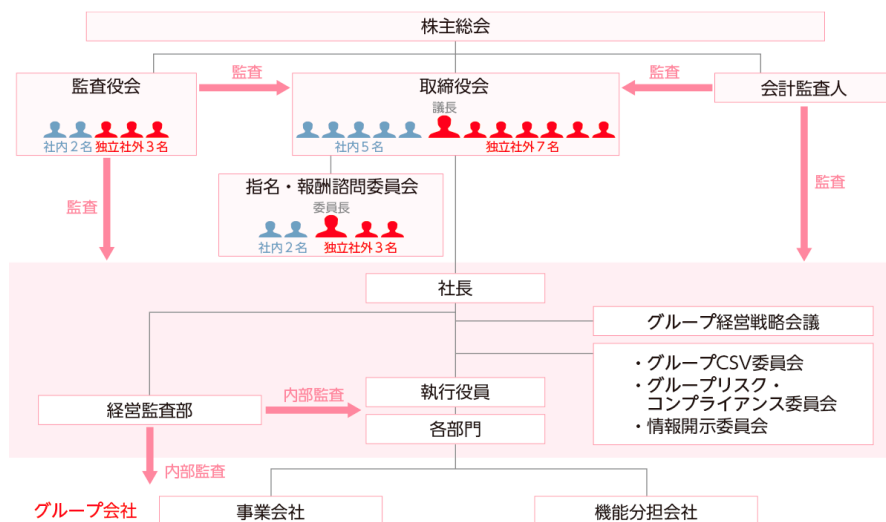 株主総会
監査役会
監査
取締役会
監査
会計監査人
議長
社内2名 独立社外3名
社内5名
独立社外7名
指名・報酬諮問委員会
委員長
社内2名
独立社外3名
監査
監査
社長
グループ経営戦略会議
・グループCSV委員会
・グループリスク・
コンプライアンス委員会
・情報開示委員会
経営監査部
内部監査
執行役員
各部門
内部監査
グループ会社
事業会社
機能分担会社